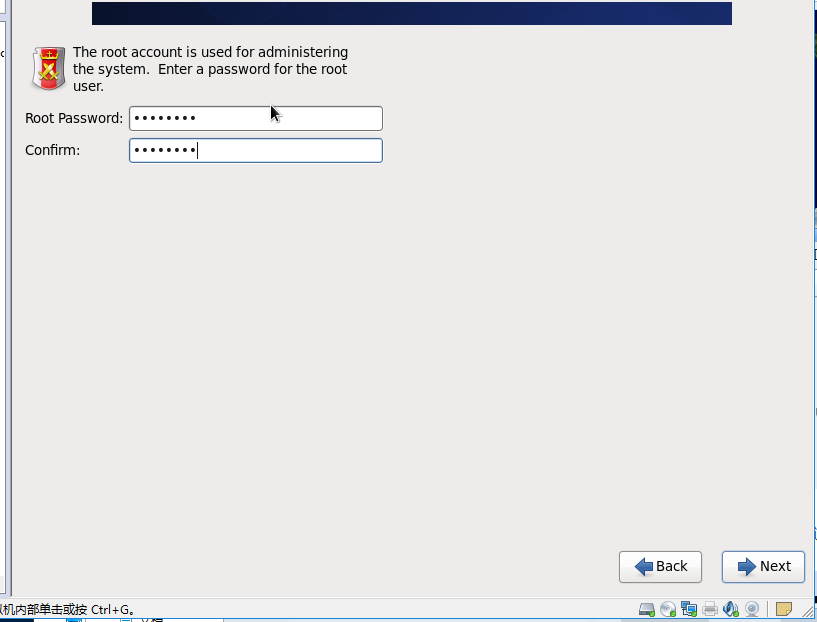 The root account is used for administering
the system.  Enter a password for the root
user.
Root Password: ••••••••
Confirm: ••••••••
Back
Next
机内部单击或按 Ctrl+G。